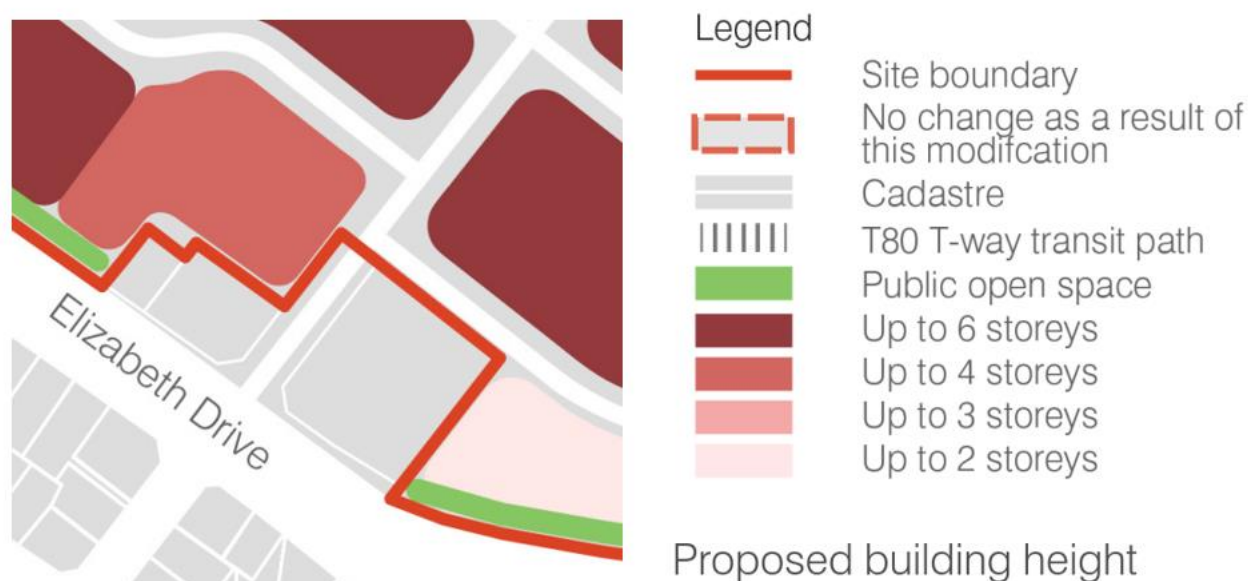 Legend
Site boundary
No change as a result of
this modifcation
Cadastre
T80 T-way transit path
Public open space
Up to 6 storeys
Up to 4 storeys
Up to 3 storeys
Up to 2 storeys
Elizabeth Drive
Proposed building height